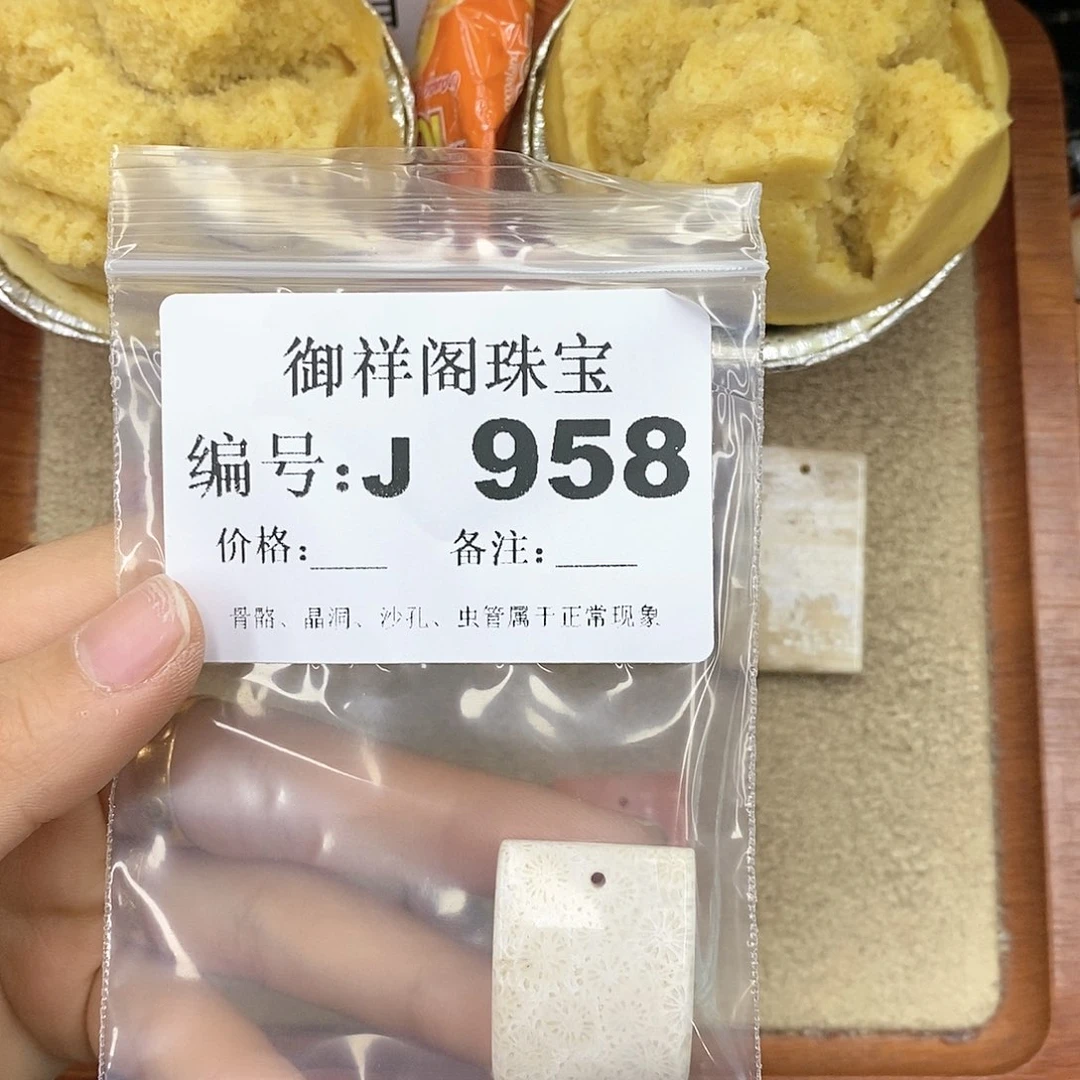 御祥阁珠宝
编号:J 958
价格:____ 备注:____
骨骼、晶洞、沙孔、虫管属于正常现象